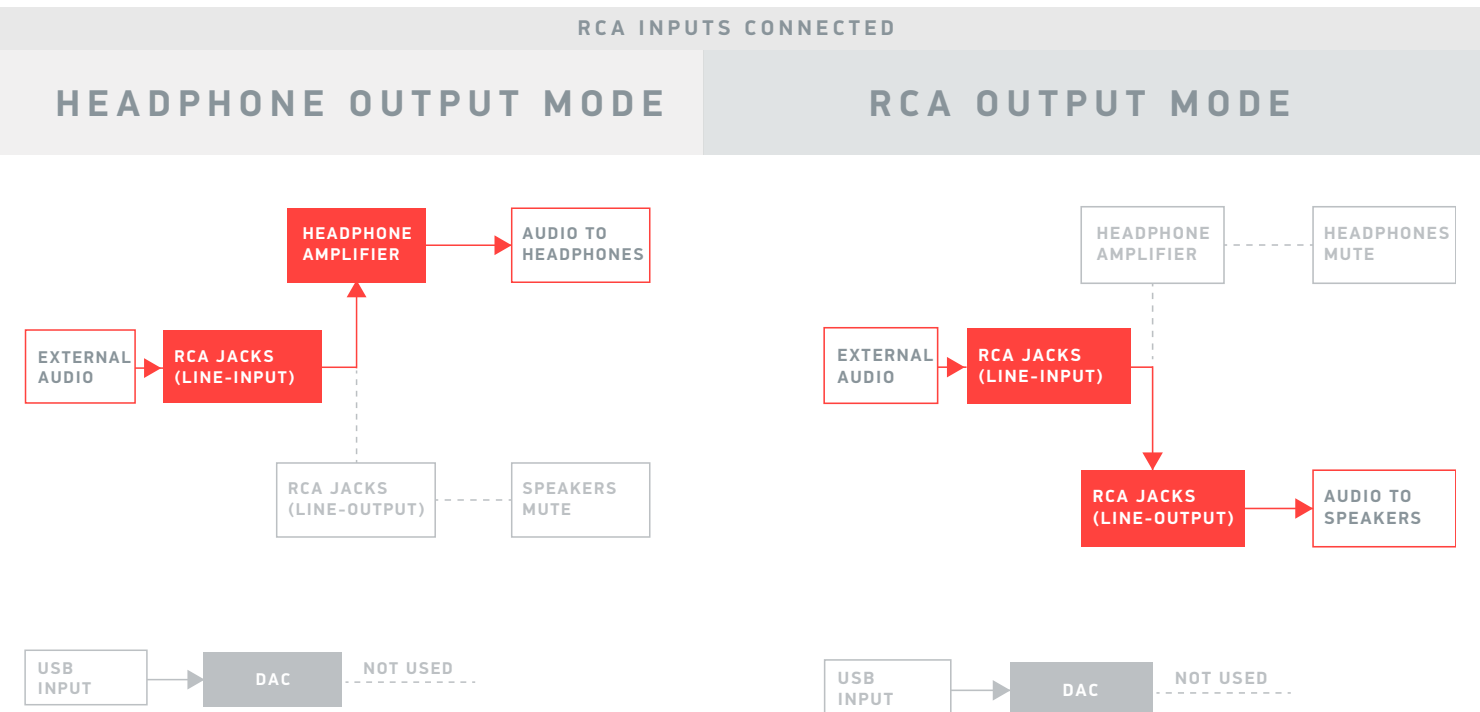 RCA INPUTS CONNECTED
HEADPHONE OUTPUT MODE
HEADPHONE
AMPLIFIER
AUDIO TO
HEADPHONES
EXTERNAL
AUDIO
RCA JACKS
(LINE-INPUT)
RCA JACKS
(LINE-OUTPUT)
SPEAKERS
MUTE
USB
INPUT
DAC
NOT USED
RCA OUTPUT MODE
HEADPHONE
AMPLIFIER
HEADPHONES
MUTE
EXTERNAL
AUDIO
RCA JACKS
(LINE-INPUT)
RCA JACKS
(LINE-OUTPUT)
AUDIO TO
SPEAKERS
USB
INPUT
DAC
NOT USED